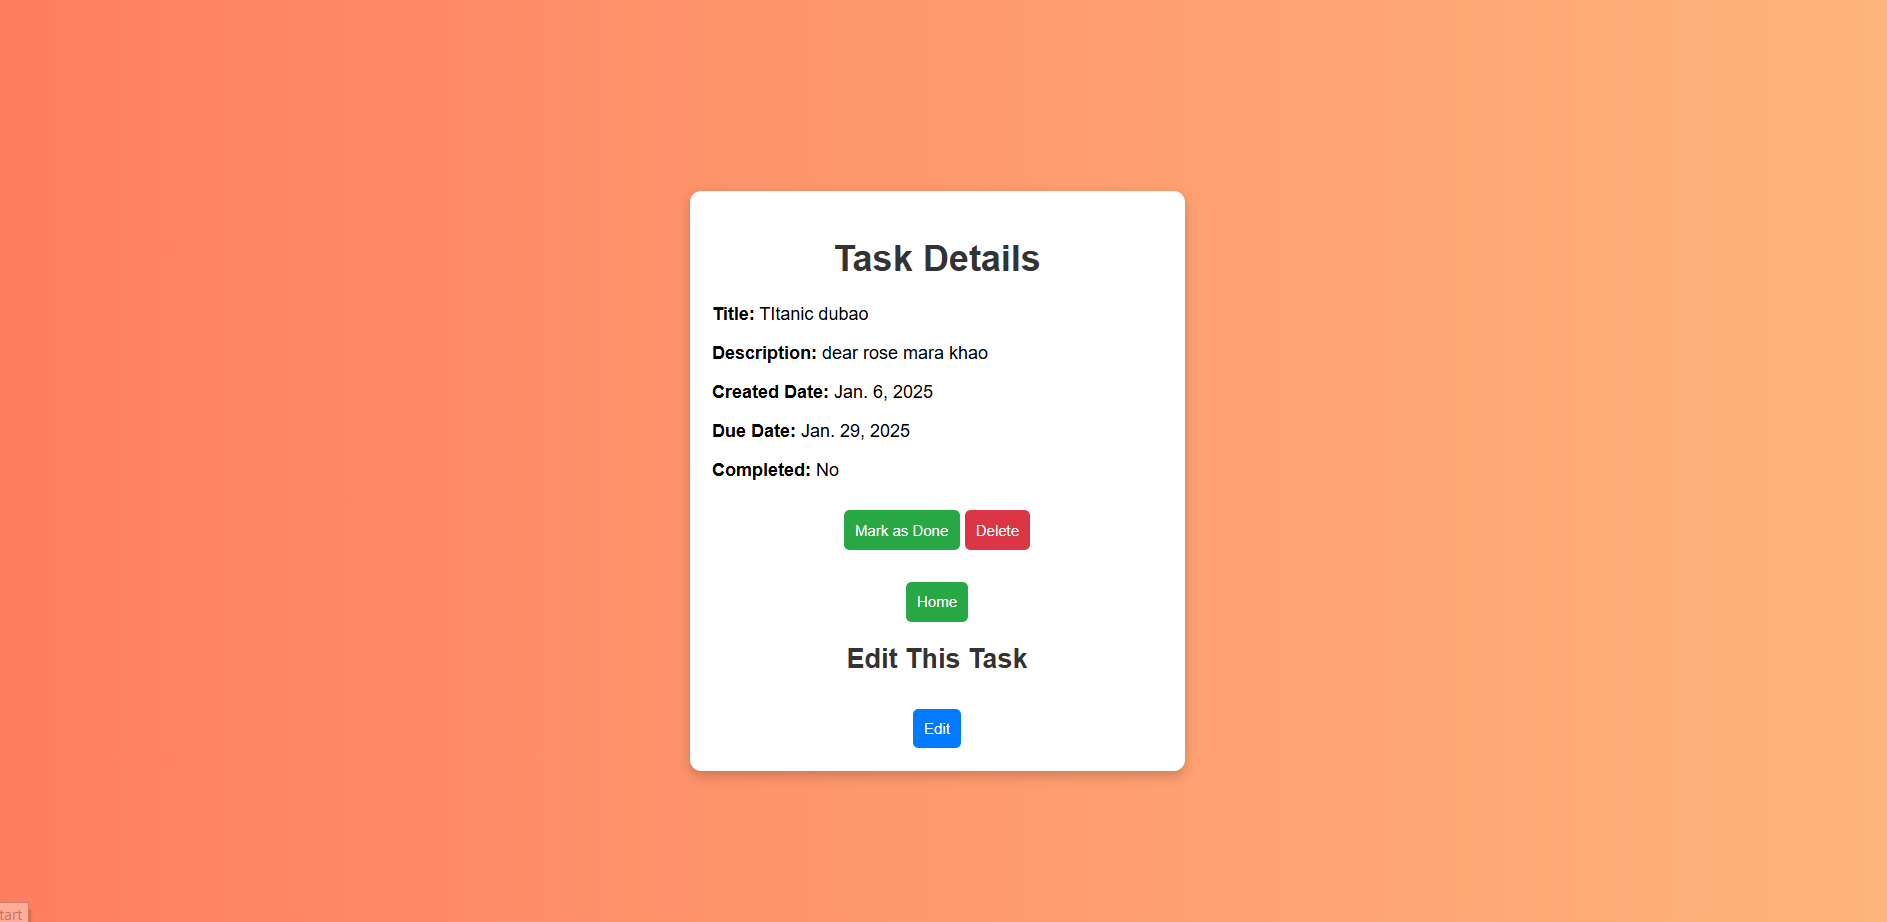 Task Details
Title: TItanic dubao
Description: dear rose mara khao
Created Date: Jan. 6, 2025
Due Date: Jan. 29, 2025
Completed: No
Mark as Done Delete
Home
Edit This Task
Edit
tart